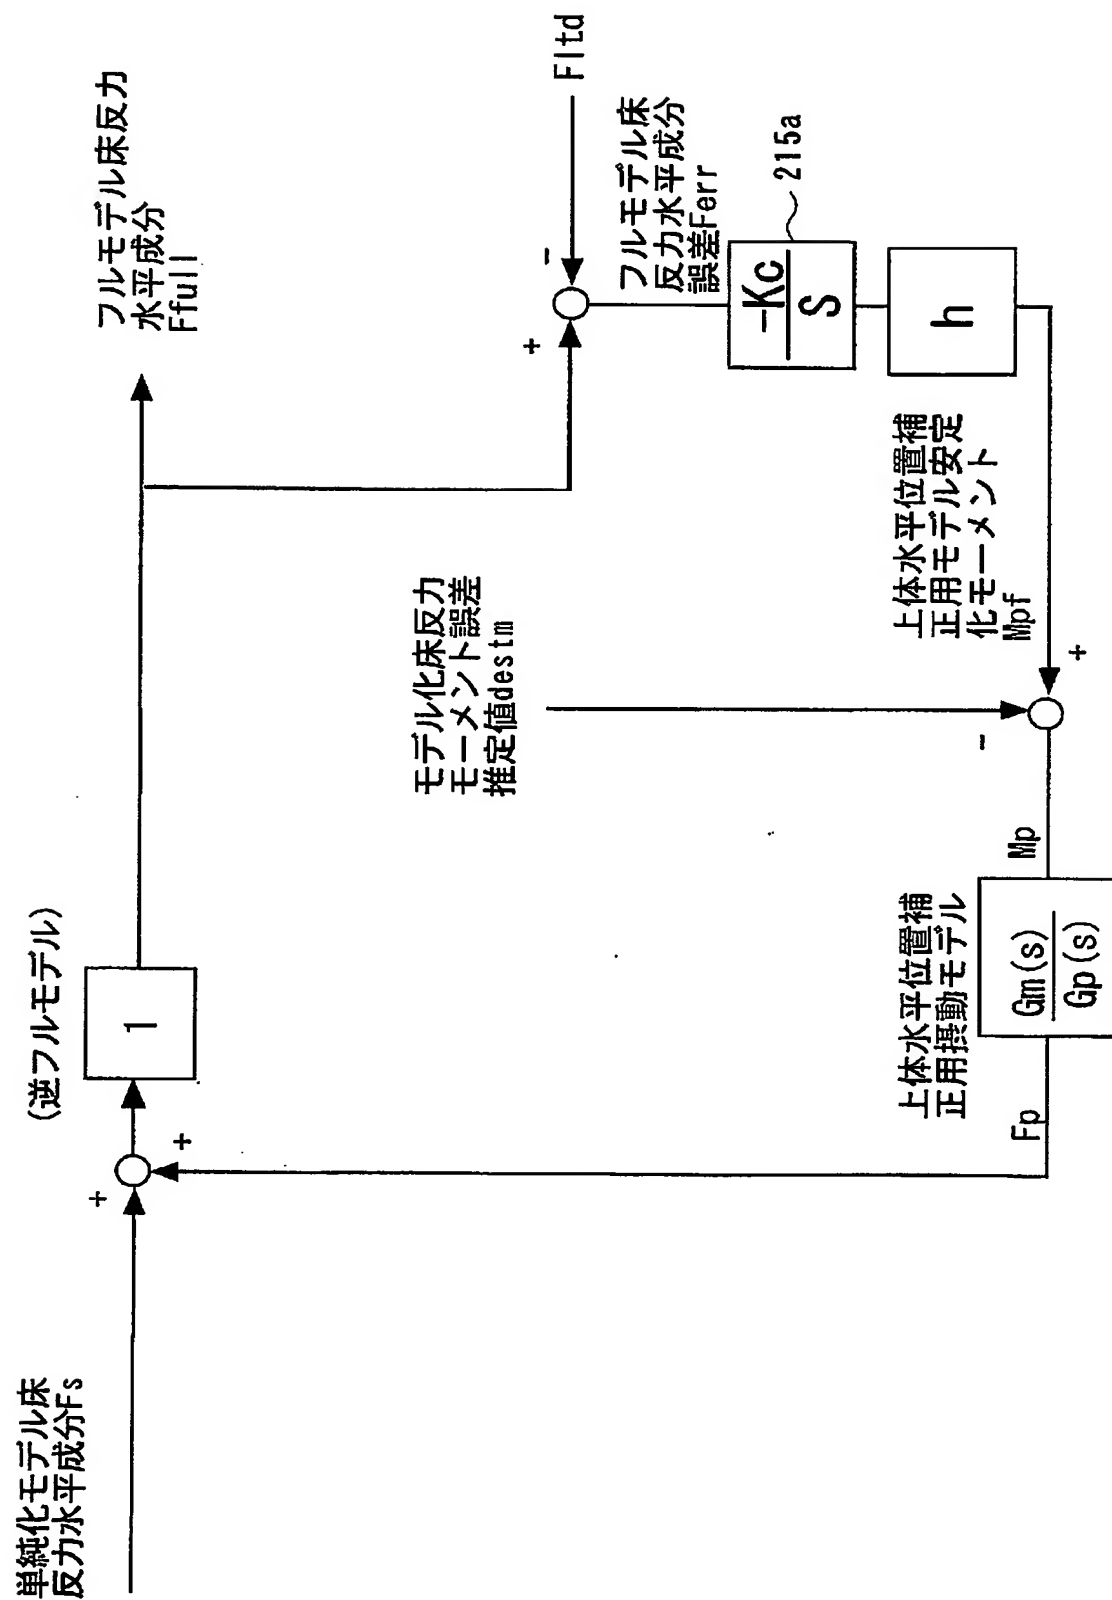 単純化モデル床
反力水平成分Fs
+
+
(逆フルモデル)
1
フルモデル床反力
水平成分
Ffull
モデル化床反力
モーメント誤差
推定値destm
+
-
Fltd
フルモデル床
反力水平成分
誤差Ferr
-Kc
S
215a
h
上体水平位置補
正用モデル安定
化モーメント
Mpf
+
-
Mp
上体水平位置補
正用摂動モデル
Gm(s)
Gp(s)
Fp